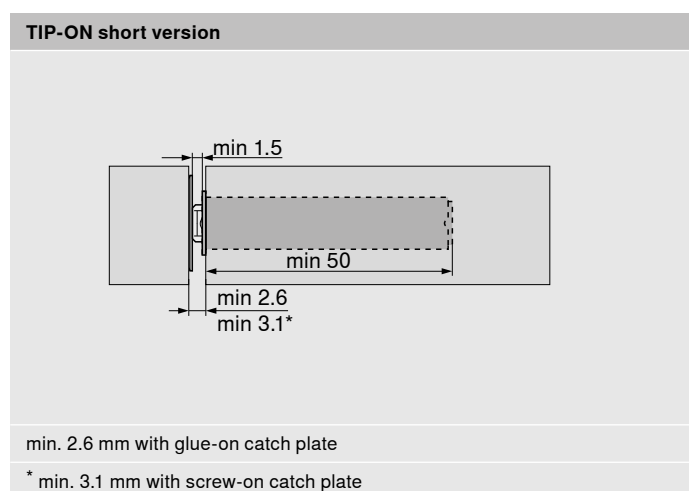 TIP-ON short version
min 1.5
min 50
min 2.6
min 3.1*
min. 2.6 mm with glue-on catch plate
* min. 3.1 mm with screw-on catch plate